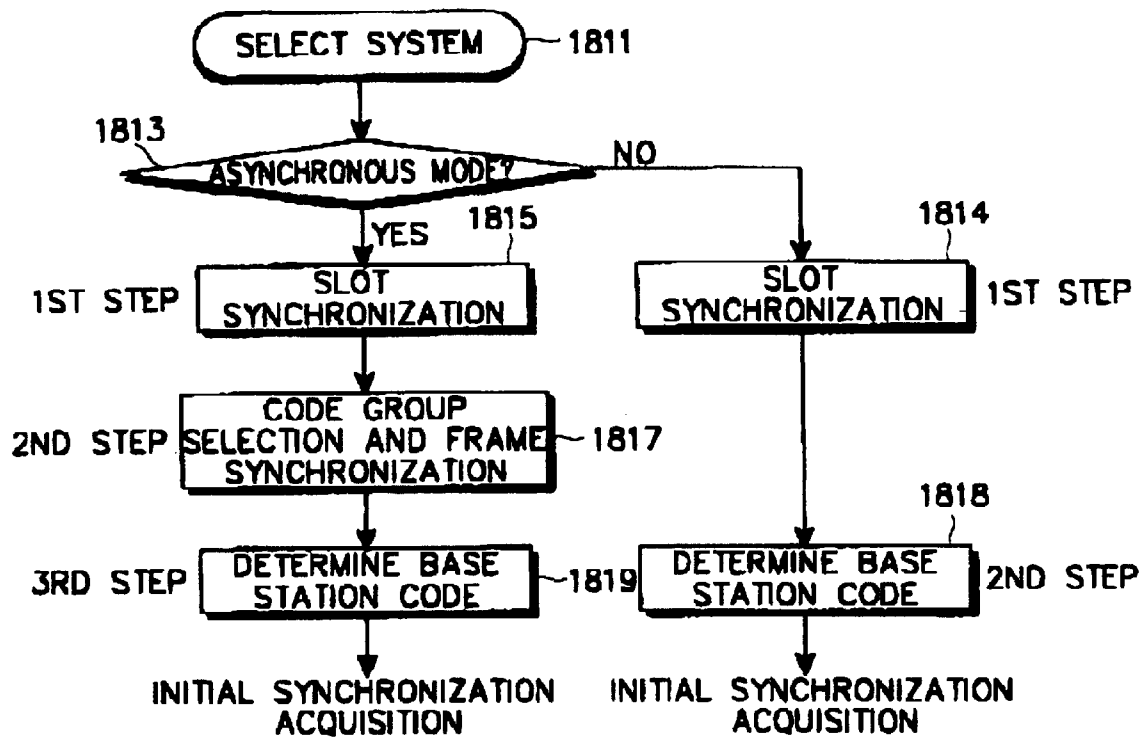 SELECT SYSTEM
1811
1813
ASYNCHRONOUS MODE?
NO
YES
1815
1ST STEP
SLOT
SYNCHRONIZATION
1814
SLOT
SYNCHRONIZATION
1ST STEP
2ND STEP
CODE GROUP
SELECTION AND FRAME
SYNCHRONIZATION
1817
3RD STEP
DETERMINE BASE
STATION CODE
1819
1818
DETERMINE BASE
STATION CODE
2ND STEP
INITIAL SYNCHRONIZATION
ACQUISITION
INITIAL SYNCHRONIZATION
ACQUISITION